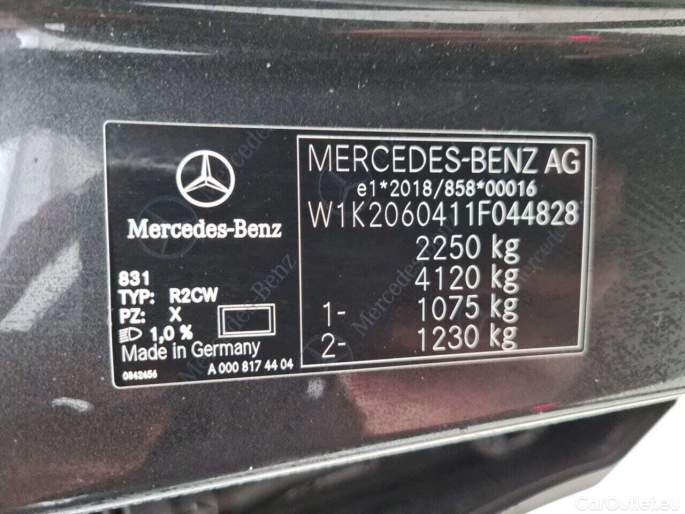 Mercedes-Benz
831
TYP: R2CW
PZ: X
1,0 %
Made in Germany
0842456
A 000 817 44 04
MERCEDES-BENZ AG
e1*2018/858*00016
W1K2060411F044828
2250 kg
4120 kg
1- 1075 kg
2- 1230 kg
CarOutlet.eu